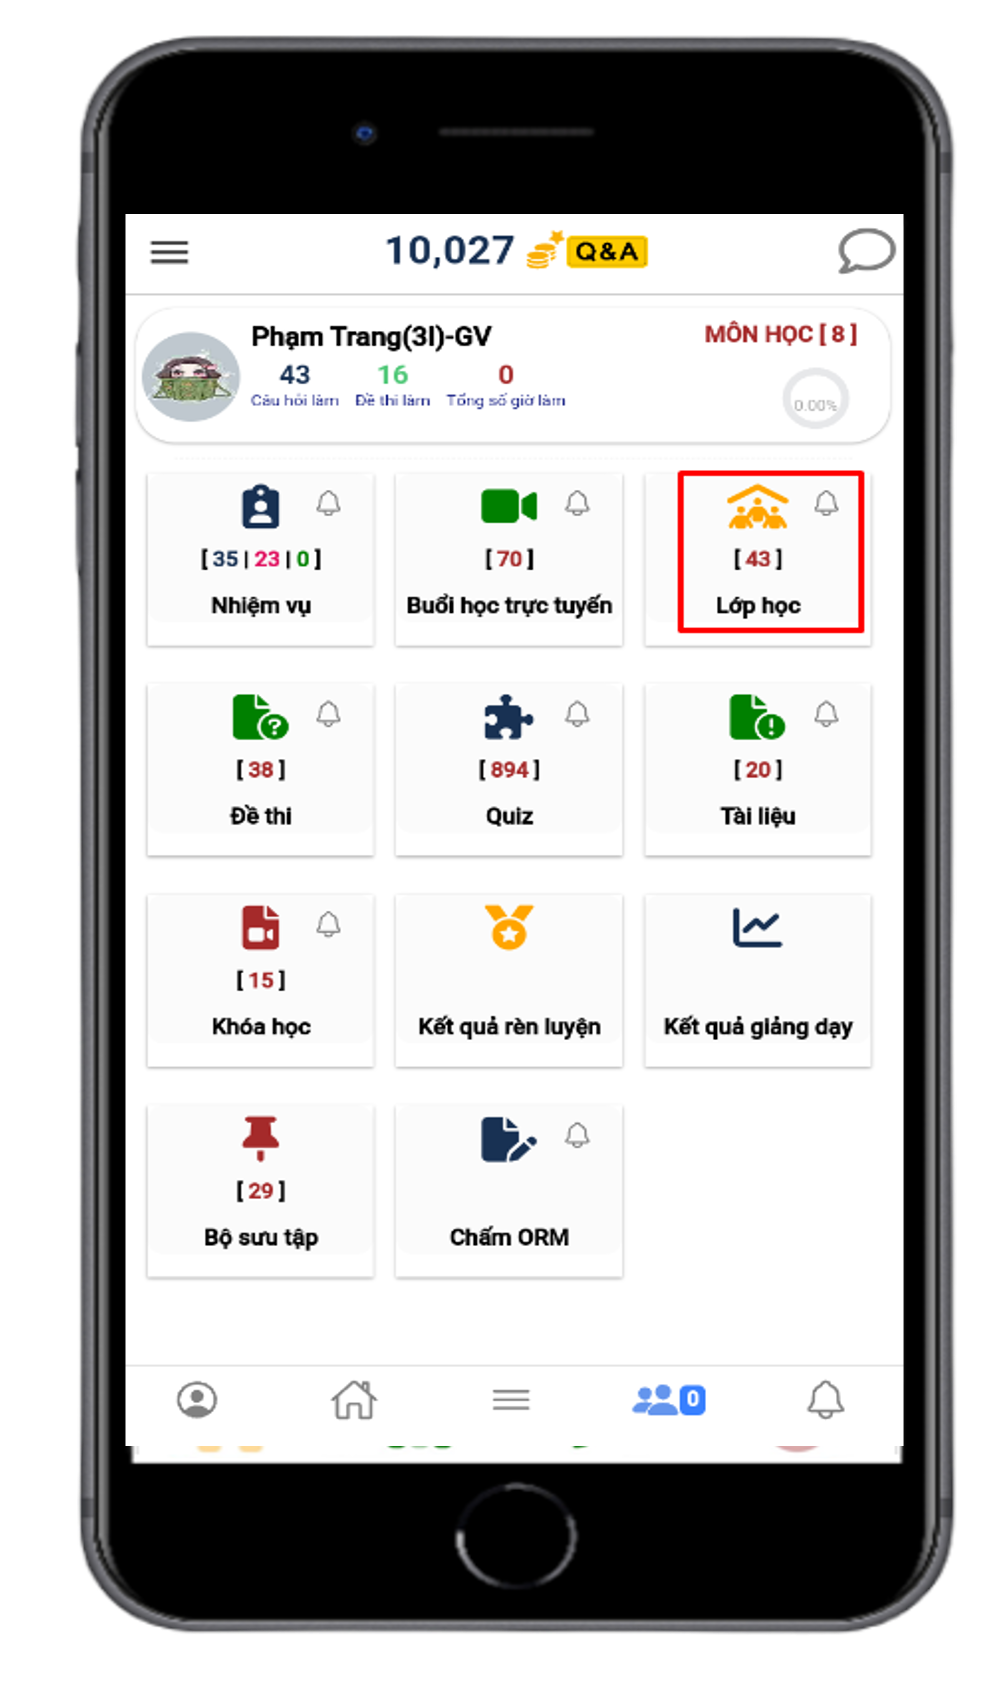 10,027 Q&A
Phạm Trang(3I)-GV
MÔN HỌC [ 8 ]
43 16 0
Câu hỏi làm Đề thi làm Tổng số giờ làm
0.00%
[ 35 | 23 | 0 ]
Nhiệm vụ
[ 70 ]
Buổi học trực tuyến
[ 43 ]
Lớp học
[ 38 ]
Đề thi
[ 894 ]
Quiz
[ 20 ]
Tài liệu
[ 15 ]
Khóa học
Kết quả rèn luyện
Kết quả giảng dạy
[ 29 ]
Bộ sưu tập
Chấm ORM
0